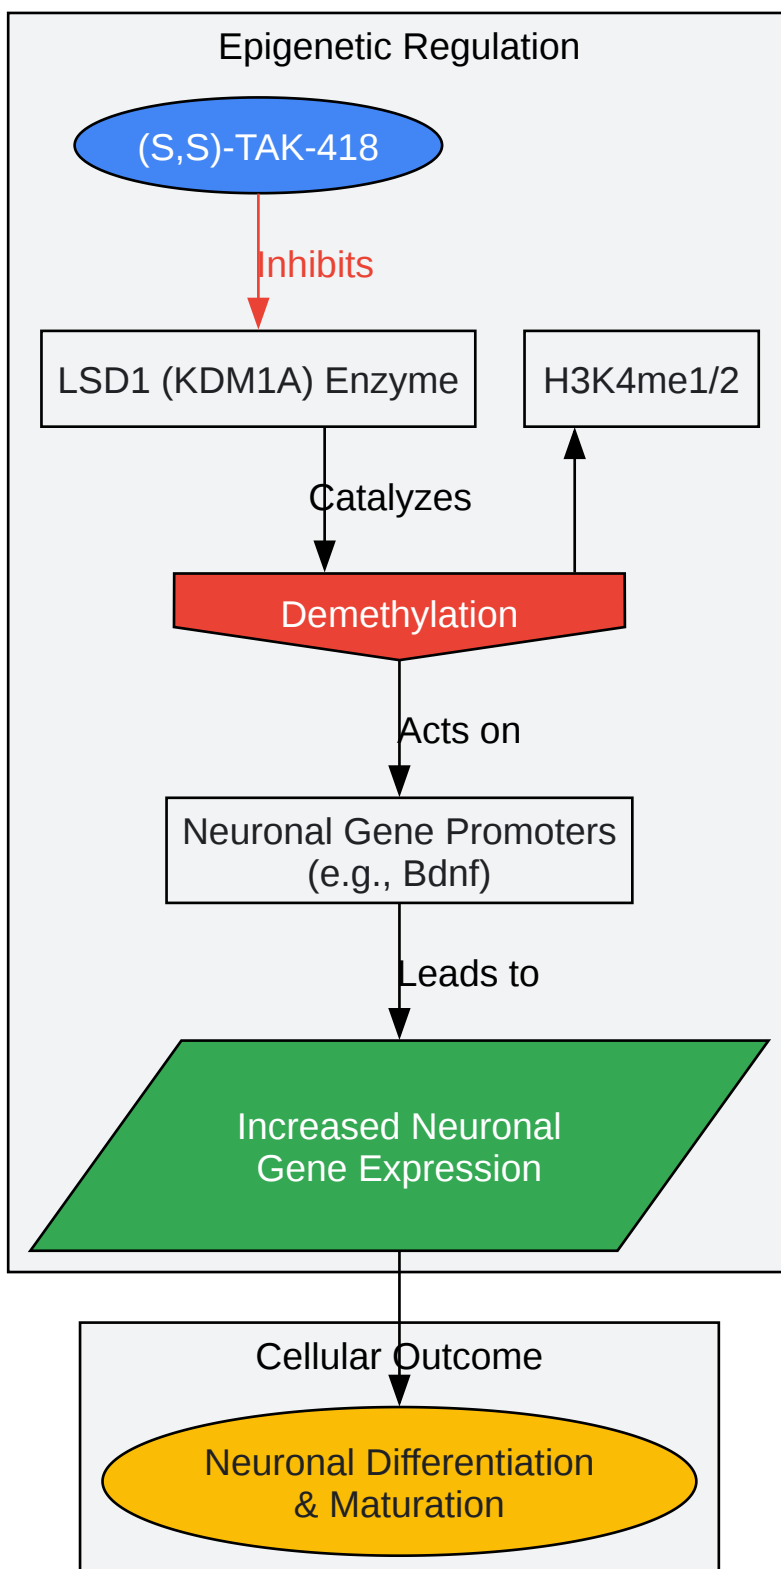 Epigenetic Regulation
(S,S)-TAK-418
Inhibits
LSD1 (KDM1A) Enzyme
H3K4me1/2
Catalyzes
Demethylation
Acts on
Neuronal Gene Promoters
(e.g., Bdnf)
Leads to
Increased Neuronal
Gene Expression
Cellular Outcome
Neuronal Differentiation
& Maturation